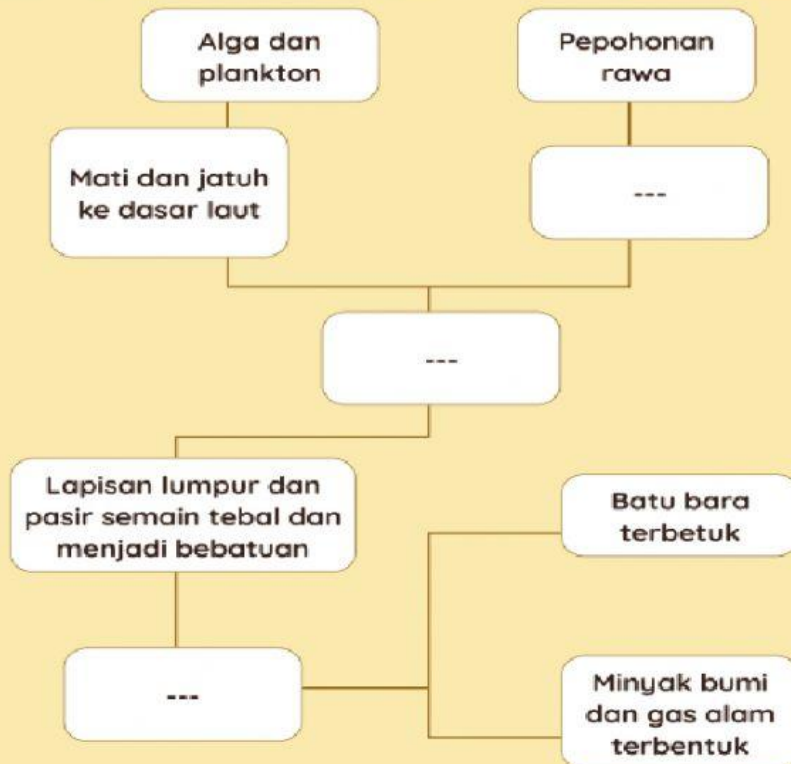 Alga dan
plankton
Pepohonan
rawa
Mati dan jatuh
ke dasar laut
---
---
Lapisan lumpur dan
pasir semain tebal dan
menjadi bebatuan
Batu bara
terbetuk
---
Minyak bumi
dan gas alam
terbentuk